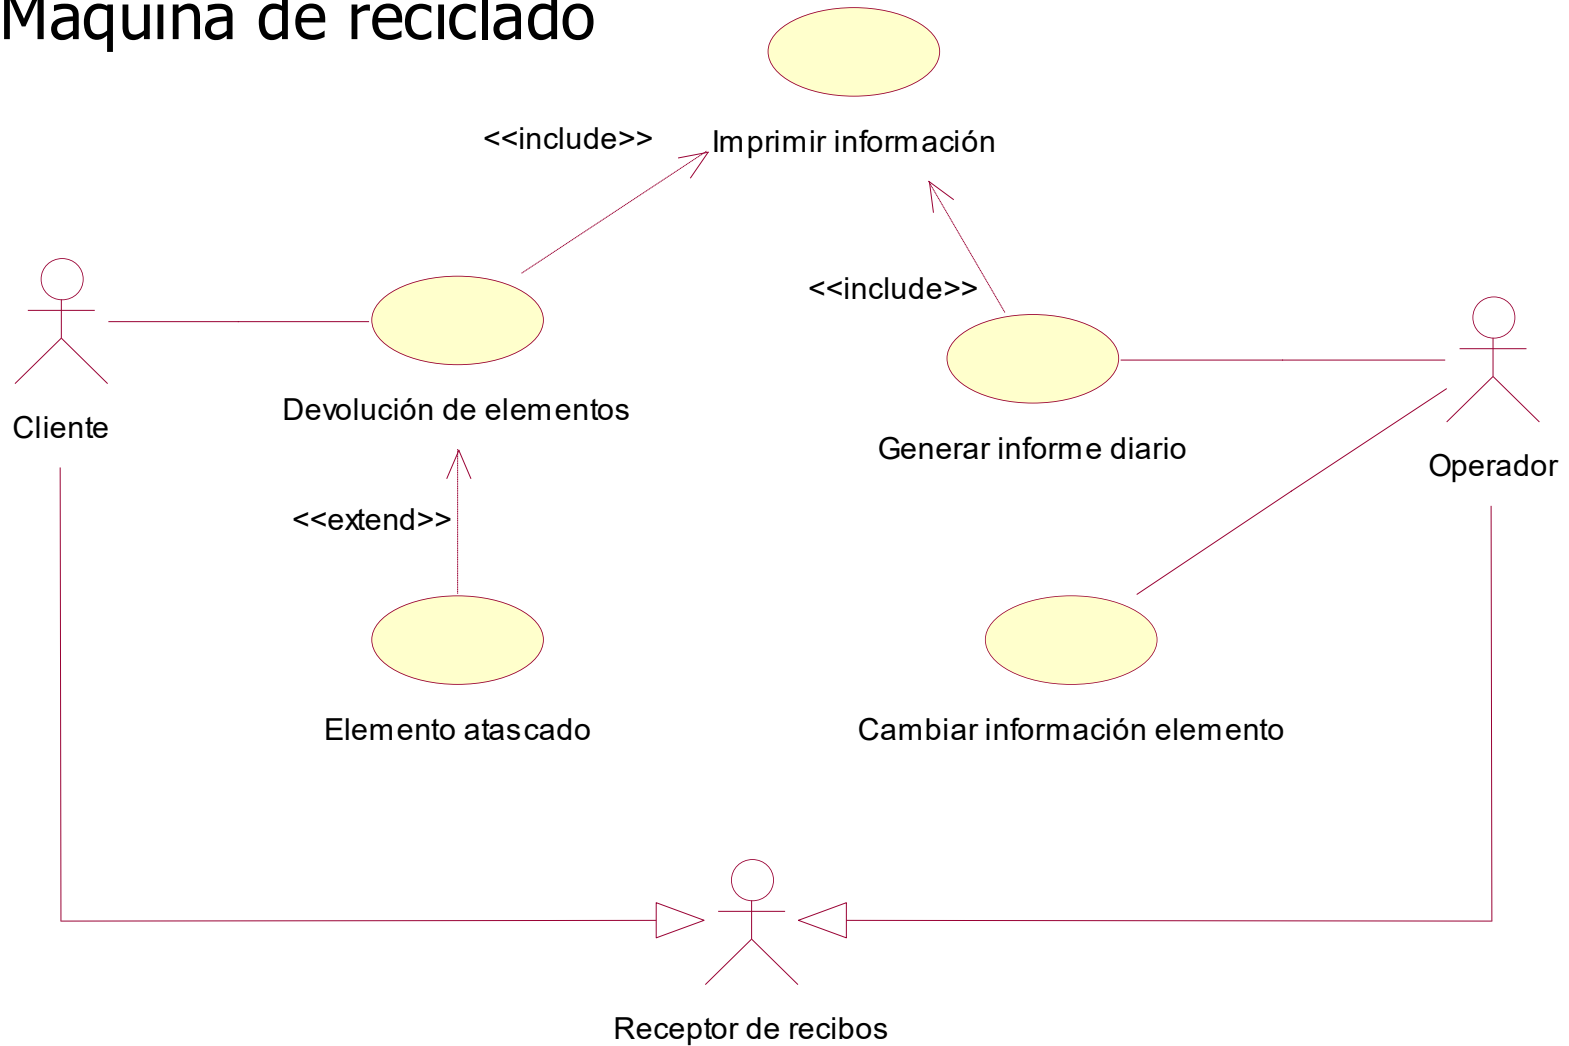 Maquina de reciclado
<<include>>
Imprimir información
<<include>>
Devolución de elementos
Cliente
Generar informe diario
Operador
<<extend>>
Elemento atascado
Cambiar información elemento
Receptor de recibos